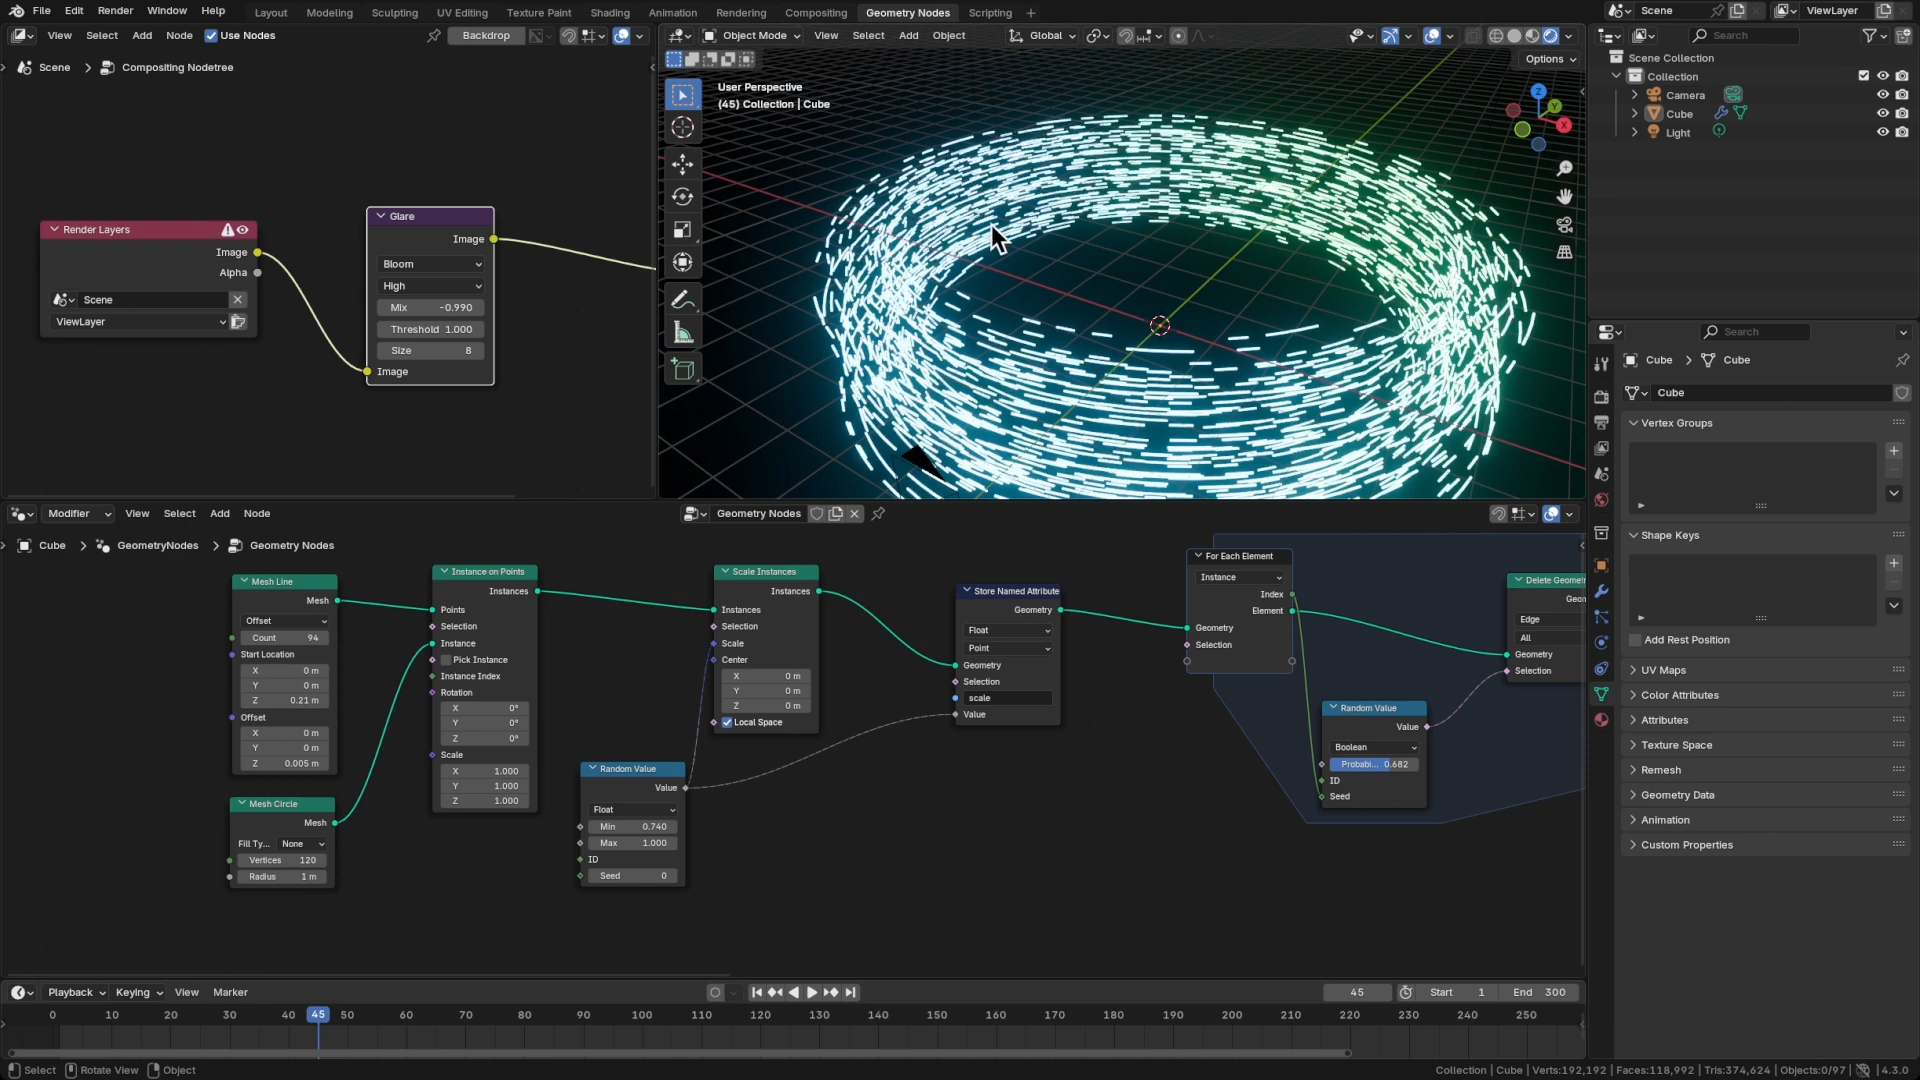 File Edit Render Window Help
Layout Modeling Sculpting UV Editing Texture Paint Shading Animation Rendering Compositing Geometry Nodes Scripting +
Scene
ViewLayer
View Select Add Node Use Nodes
Backdrop
Scene > Compositing Nodetree
Render Layers
Image
Alpha
Scene
ViewLayer
Glare
Image
Bloom
High
Mix -0.990
Threshold 1.000
Size 8
Image
Object Mode View Select Add Object
Global
Options
User Perspective
(45) Collection | Cube
Z
Y
X
Search
Scene Collection
Collection
Camera
Cube
Light
Search
Cube > Cube
Cube
Vertex Groups
Shape Keys
Add Rest Position
UV Maps
Color Attributes
Attributes
Texture Space
Remesh
Geometry Data
Animation
Custom Properties
Modifier View Select Add Node
Geometry Nodes
Cube > GeometryNodes > Geometry Nodes
Mesh Line
Mesh
Offset
Count 94
Start Location
X 0 m
Y 0 m
Z 0.21 m
Offset
X 0 m
Y 0 m
Z 0.005 m
Mesh Circle
Mesh
Fill Ty... None
Vertices 120
Radius 1 m
Instance on Points
Instances
Points
Selection
Instance
Pick Instance
Instance Index
Rotation
X 0°
Y 0°
Z 0°
Scale
X 1.000
Y 1.000
Z 1.000
Random Value
Value
Float
Min 0.740
Max 1.000
ID
Seed 0
Scale Instances
Instances
Instances
Selection
Scale
Center
X 0 m
Y 0 m
Z 0 m
Local Space
Store Named Attribute
Geometry
Float
Point
Geometry
Selection
scale
Value
For Each Element
Instance
Index
Element
Geometry
Selection
Random Value
Value
Boolean
Probabi... 0.682
ID
Seed
Delete Geometr
Geon
Edge
All
Geometry
Selection
Playback Keying View Marker
45 Start 1 End 300
0 10 20 30 40 45 50 60 70 80 90 100 110 120 130 140 150 160 170 180 190 200 210 220 230 240 250
Select Rotate View Object
Collection | Cube | Verts:192,192 | Faces:118,992 | Tris:374,624 | Objects:0/97 | 4.3.0